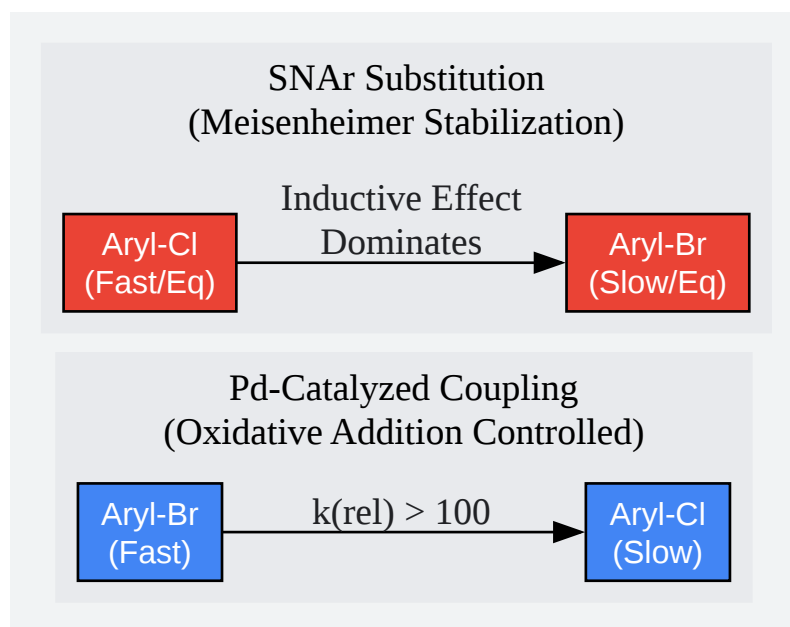 SNAr Substitution
(Meisenheimer Stabilization)
Inductive Effect
Dominates
Aryl-Cl
(Fast/Eq)
Aryl-Br
(Slow/Eq)
Pd-Catalyzed Coupling
(Oxidative Addition Controlled)
Aryl-Br
(Fast)
k(rel) > 100
Aryl-Cl
(Slow)